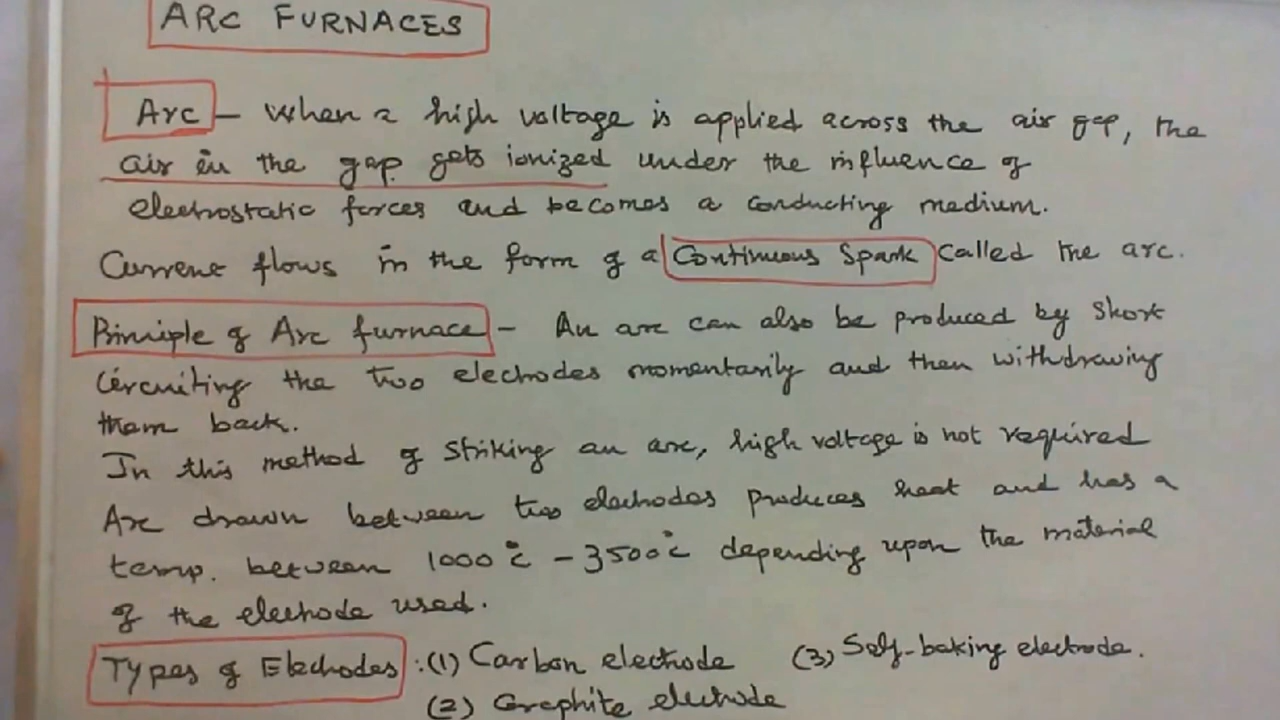 ARC FURNACES
Arc - When a high voltage is applied across the air gap, the
air in the gap gets ionized under the influence of
electrostatic forces and becomes a conducting medium.
Current flows in the form of a Continuous Spark called the arc.
Principle of Arc furnace - An arc can also be produced by short
circuiting the two electrodes momentarily and then withdrawing
them back.
In this method of striking an arc, high voltage is not required
Arc drawn between two electrodes produces heat and has a
temp. between 1000°c - 3500°c depending upon the material
of the electrode used.
Types of Electrodes :(1) Carbon electrode (3) Self-baking electrode.
(2) Graphite electrode